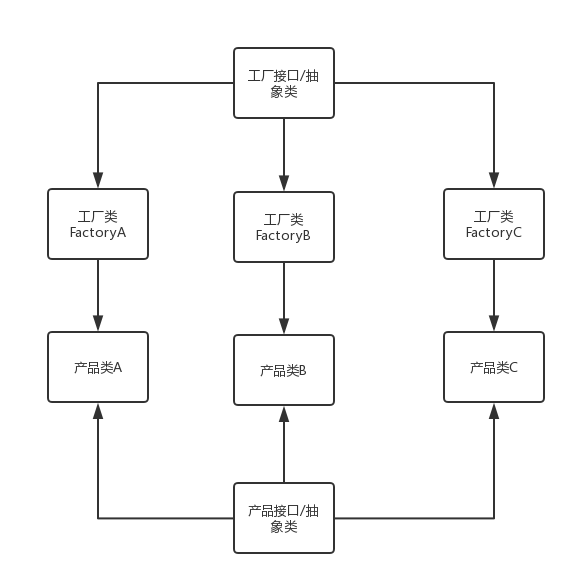 工厂接口/抽
象类
工厂类
FactoryA
工厂类
FactoryB
工厂类
FactoryC
产品类A
产品类B
产品类C
产品接口/抽
象类